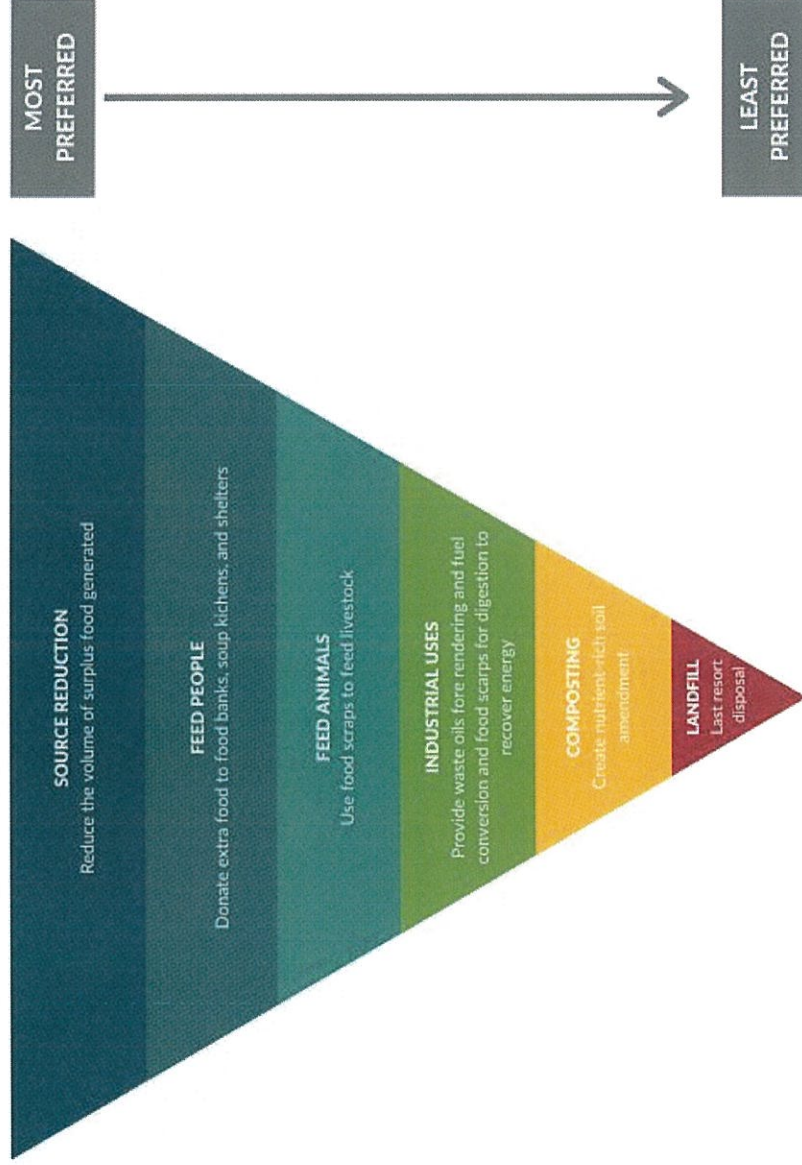 SOURCE REDUCTION
Reduce the volume of surplus food generated
FEED PEOPLE
Donate extra food to food banks, soup kichens, and shelters
FEED ANIMALS
Use food scraps to feed livestock
INDUSTRIAL USES
Provide waste oils fore rendering and fuel
conversion and food scarps for digestion to
recover energy
COMPOSTING
Create nutrient-rich soil
amendment
LANDFILL
Last resort
disposal
MOST
PREFERRED
LEAST
PREFERRED